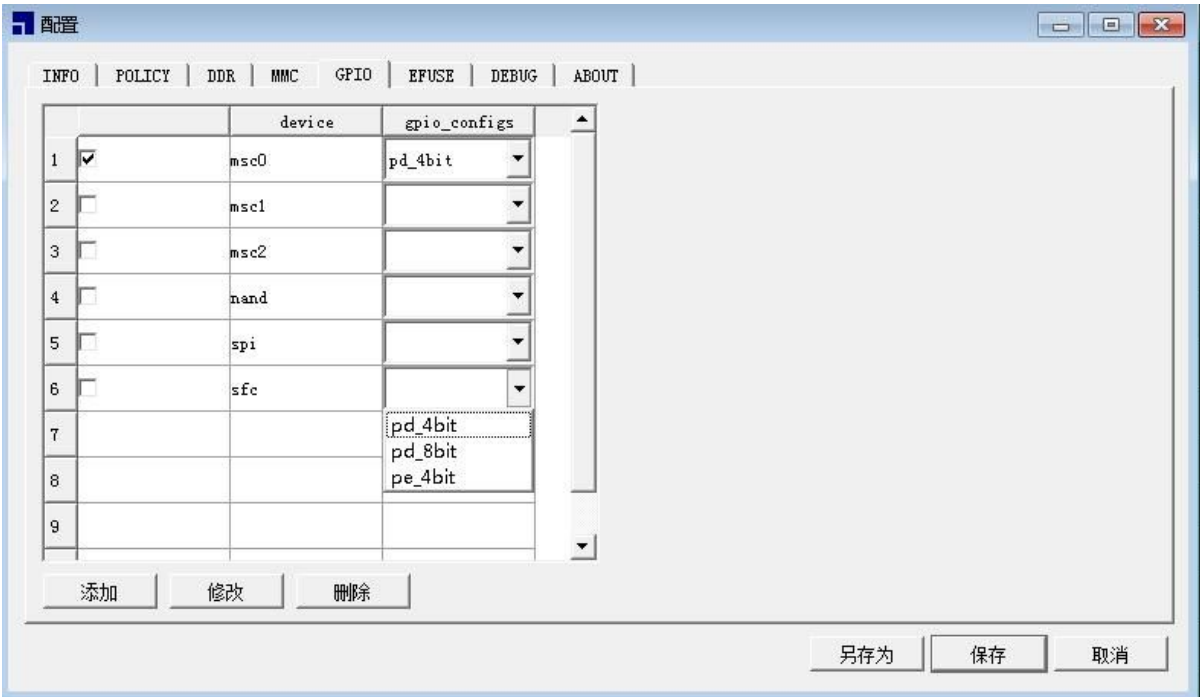 配置
INFO POLICY DDR MMC GPIO EFUSE DEBUG ABOUT
device gpio_configs
1 msc0 pd_4bit
2 msc1
3 msc2
4 nand
5 spi
6 sfc
7 pd_4bit
pd_8bit
8 pe_4bit
9
添加 修改 删除
另存为 保存 取消